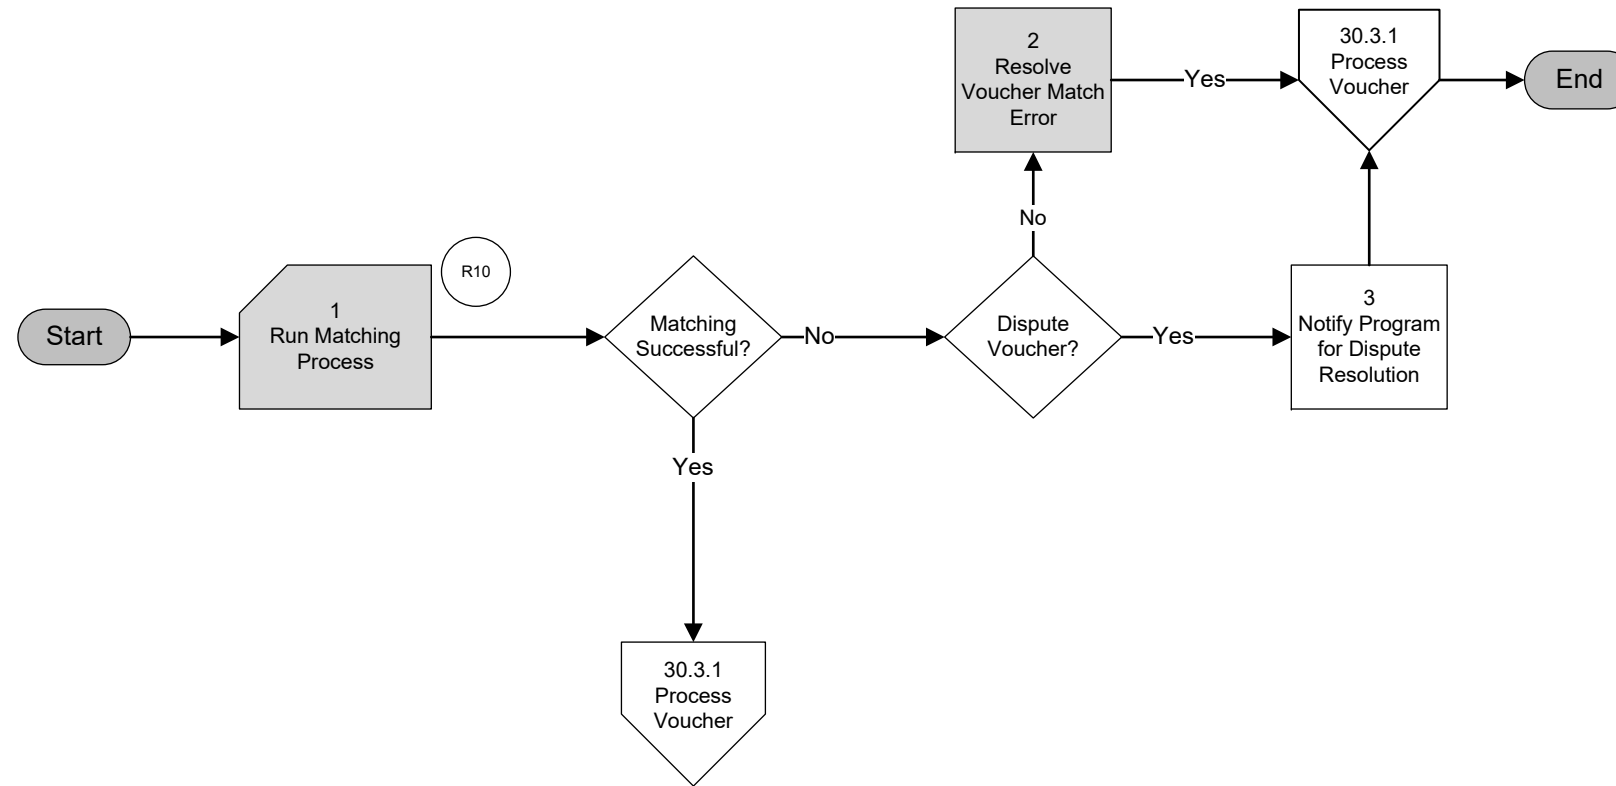 2
Resolve
Voucher Match
Error
Yes
30.3.1
Process
Voucher
End
No
R10
Start
1
Run Matching
Process
Matching
Successful?
No
Dispute
Voucher?
Yes
3
Notify Program
for Dispute
Resolution
Yes
30.3.1
Process
Voucher